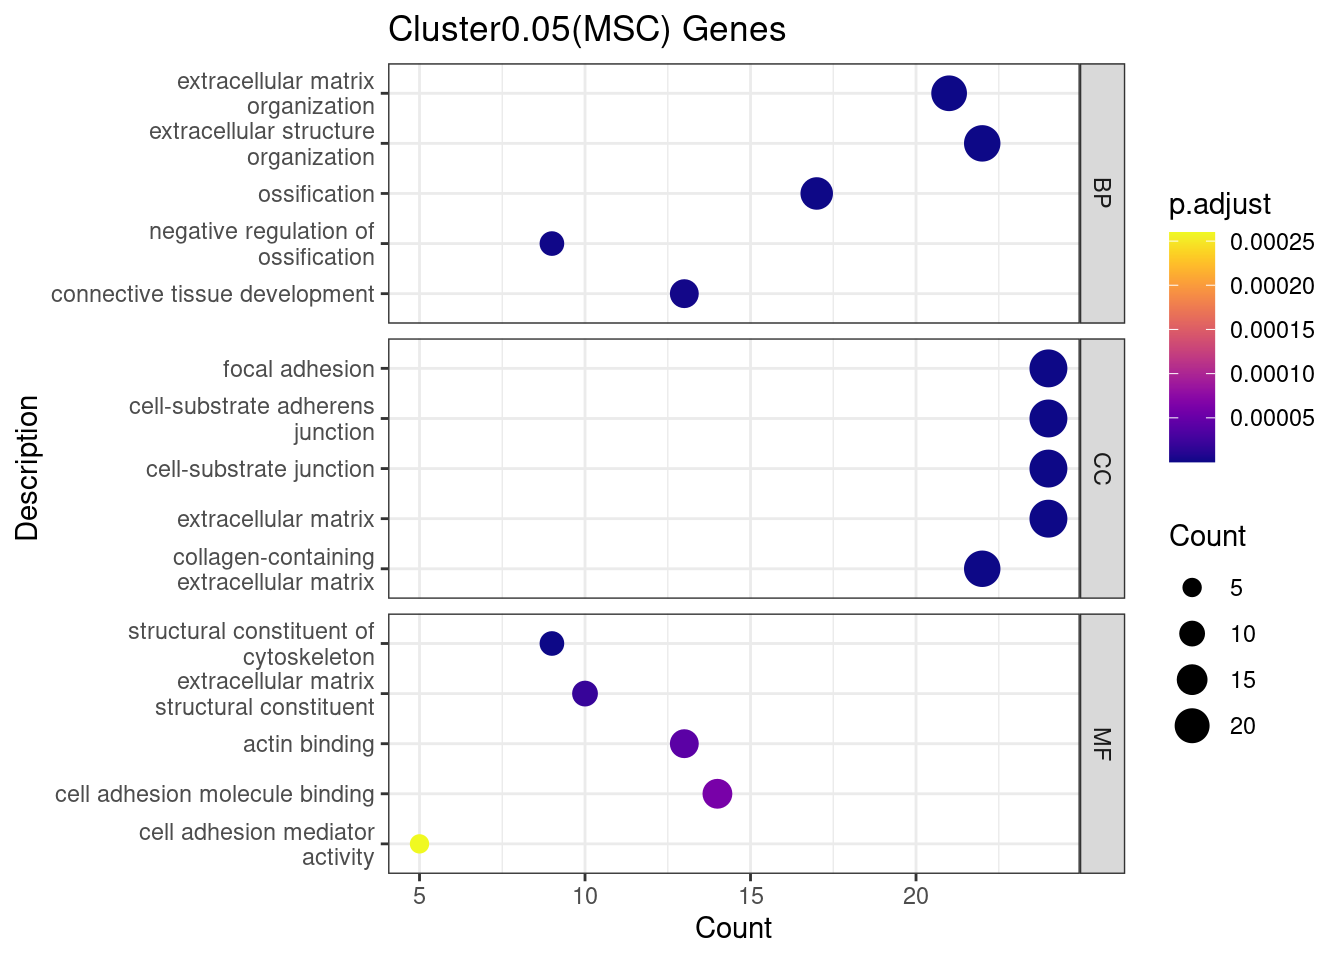 Cluster0.05(MSC) Genes
extracellular matrix
organization
extracellular structure
organization
ossification
negative regulation of
ossification
connective tissue development
BP
focal adhesion
cell-substrate adherens
junction
cell-substrate junction
extracellular matrix
collagen-containing
extracellular matrix
CC
structural constituent of
cytoskeleton
extracellular matrix
structural constituent
actin binding
cell adhesion molecule binding
cell adhesion mediator
activity
MF
5 10 15 20
Count
Description
p.adjust
0.00025
0.00020
0.00015
0.00010
0.00005
Count
5
10
15
20